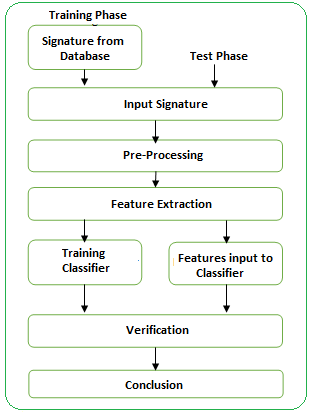 Training Phase
Signature from
Database
Test Phase
Input Signature
Pre-Processing
Feature Extraction
Training
Classifier
Features input to
Classifier
Verification
Conclusion